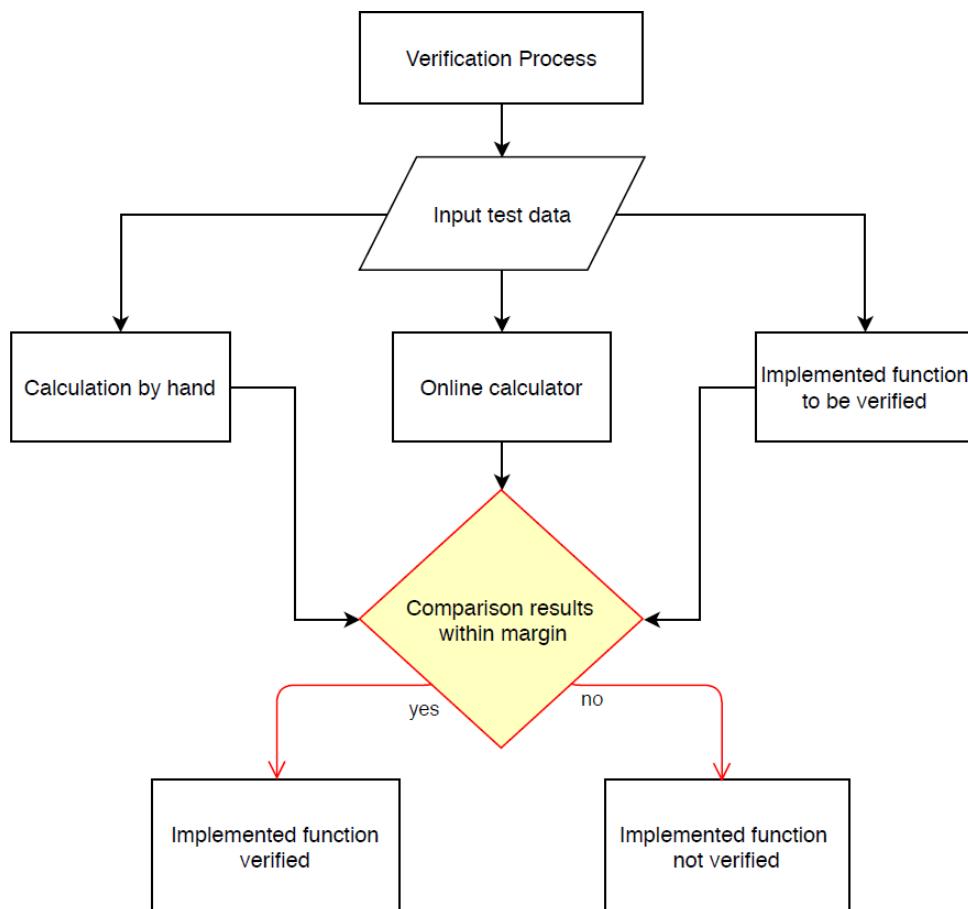 Verification Process
Input test data
Calculation by hand
Online calculator
Implemented function
to be verified
Comparison results
within margin
yes
no
Implemented function
verified
Implemented function
not verified